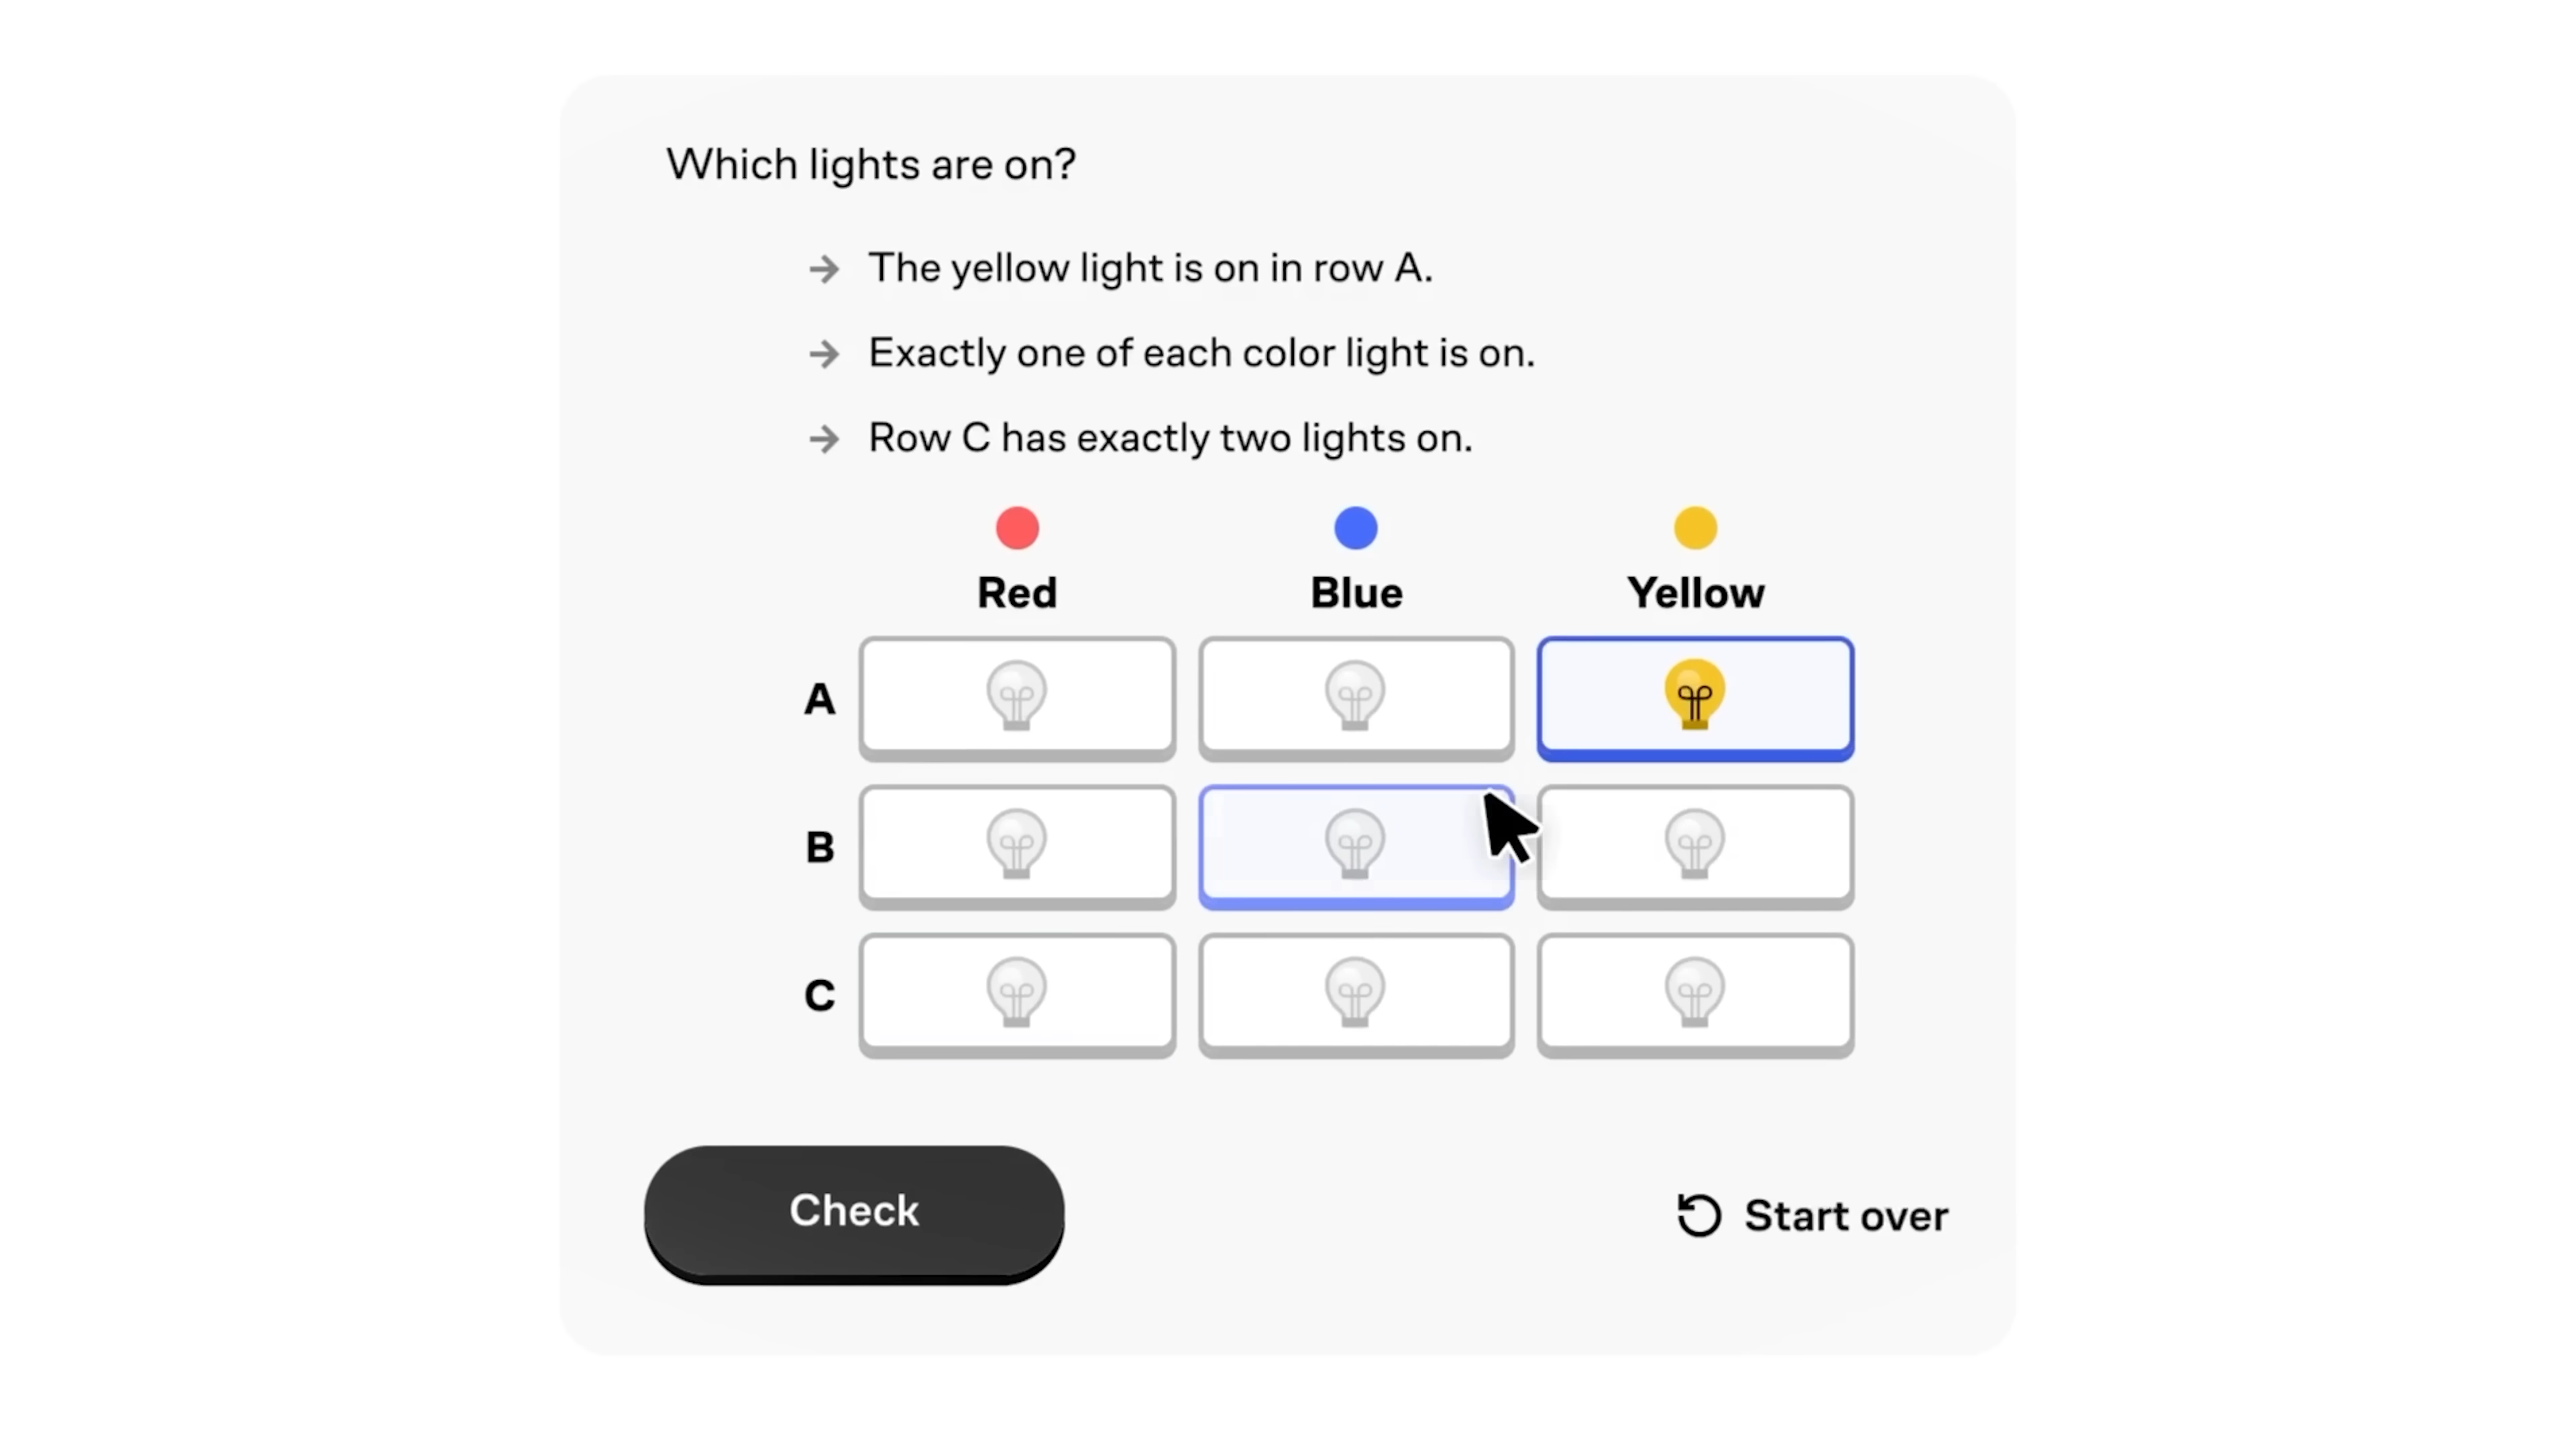 Which lights are on?
→ The yellow light is on in row A.
→ Exactly one of each color light is on.
→ Row C has exactly two lights on.
Red Blue Yellow
A
B
C
Check
Start over